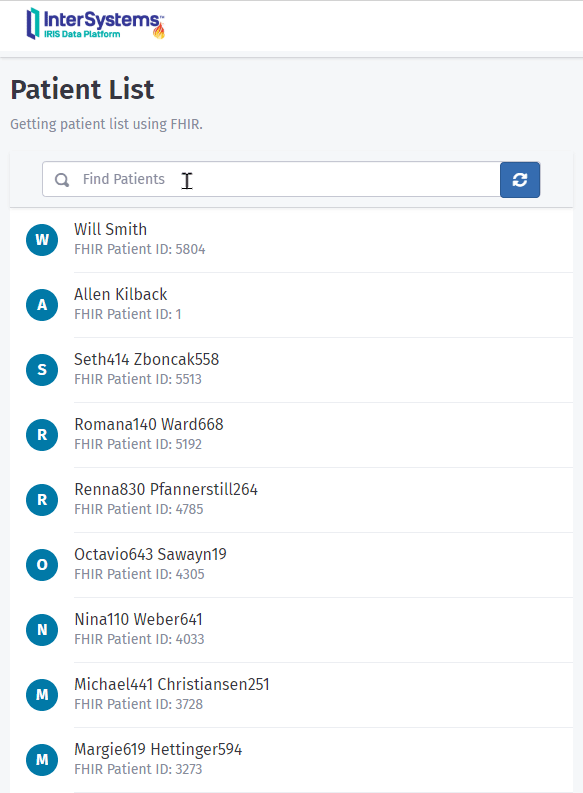 InterSystems™
IRIS Data Platform
Patient List
Getting patient list using FHIR.
Find Patients
W
Will Smith
FHIR Patient ID: 5804
A
Allen Kilback
FHIR Patient ID: 1
S
Seth414 Zboncak558
FHIR Patient ID: 5513
R
Romana140 Ward668
FHIR Patient ID: 5192
R
Renna830 Pfannerstill264
FHIR Patient ID: 4785
O
Octavio643 Sawayn19
FHIR Patient ID: 4305
N
Nina110 Weber641
FHIR Patient ID: 4033
M
Michael441 Christiansen251
FHIR Patient ID: 3728
M
Margie619 Hettinger594
FHIR Patient ID: 3273